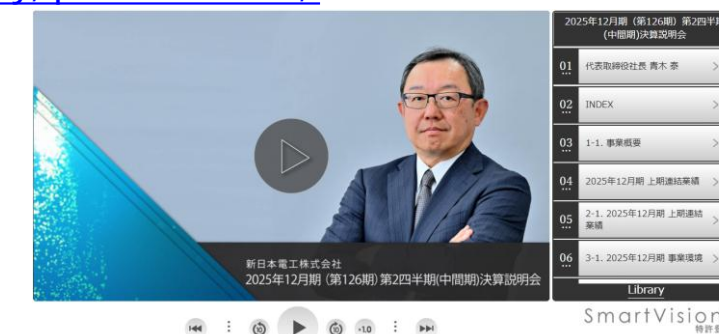 新日本電工株式会社
2025年12月期 (第126期) 第2四半期(中間期)決算説明会
10
10
×1.0
2025年12月期（第126期）第2四半
(中間期)決算説明会
01 代表取締役社長 青木 泰
02 INDEX
03 1-1. 事業概要
04 2025年12月期 上期連結業績
05 2-1. 2025年12月期 上期連結
業績
06 3-1. 2025年12月期 事業環境
Library
SmartVision